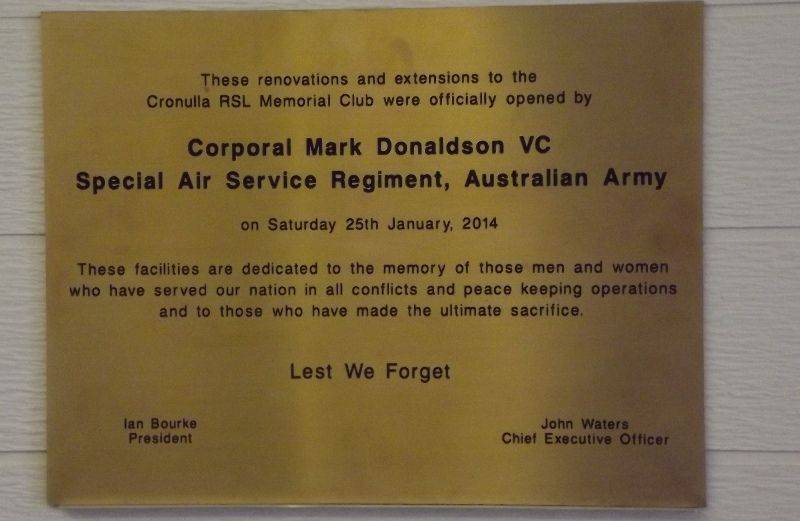 These renovations and extensions to the
Cronulla RSL Memorial Club were officially opened by
Corporal Mark Donaldson VC
Special Air Service Regiment, Australian Army
on Saturday 25th January, 2014
These facilities are dedicated to the memory of those men and women
who have served our nation in all conflicts and peace keeping operations
and to those who have made the ultimate sacrifice.
Lest We Forget
Ian Bourke
President
John Waters
Chief Executive Officer